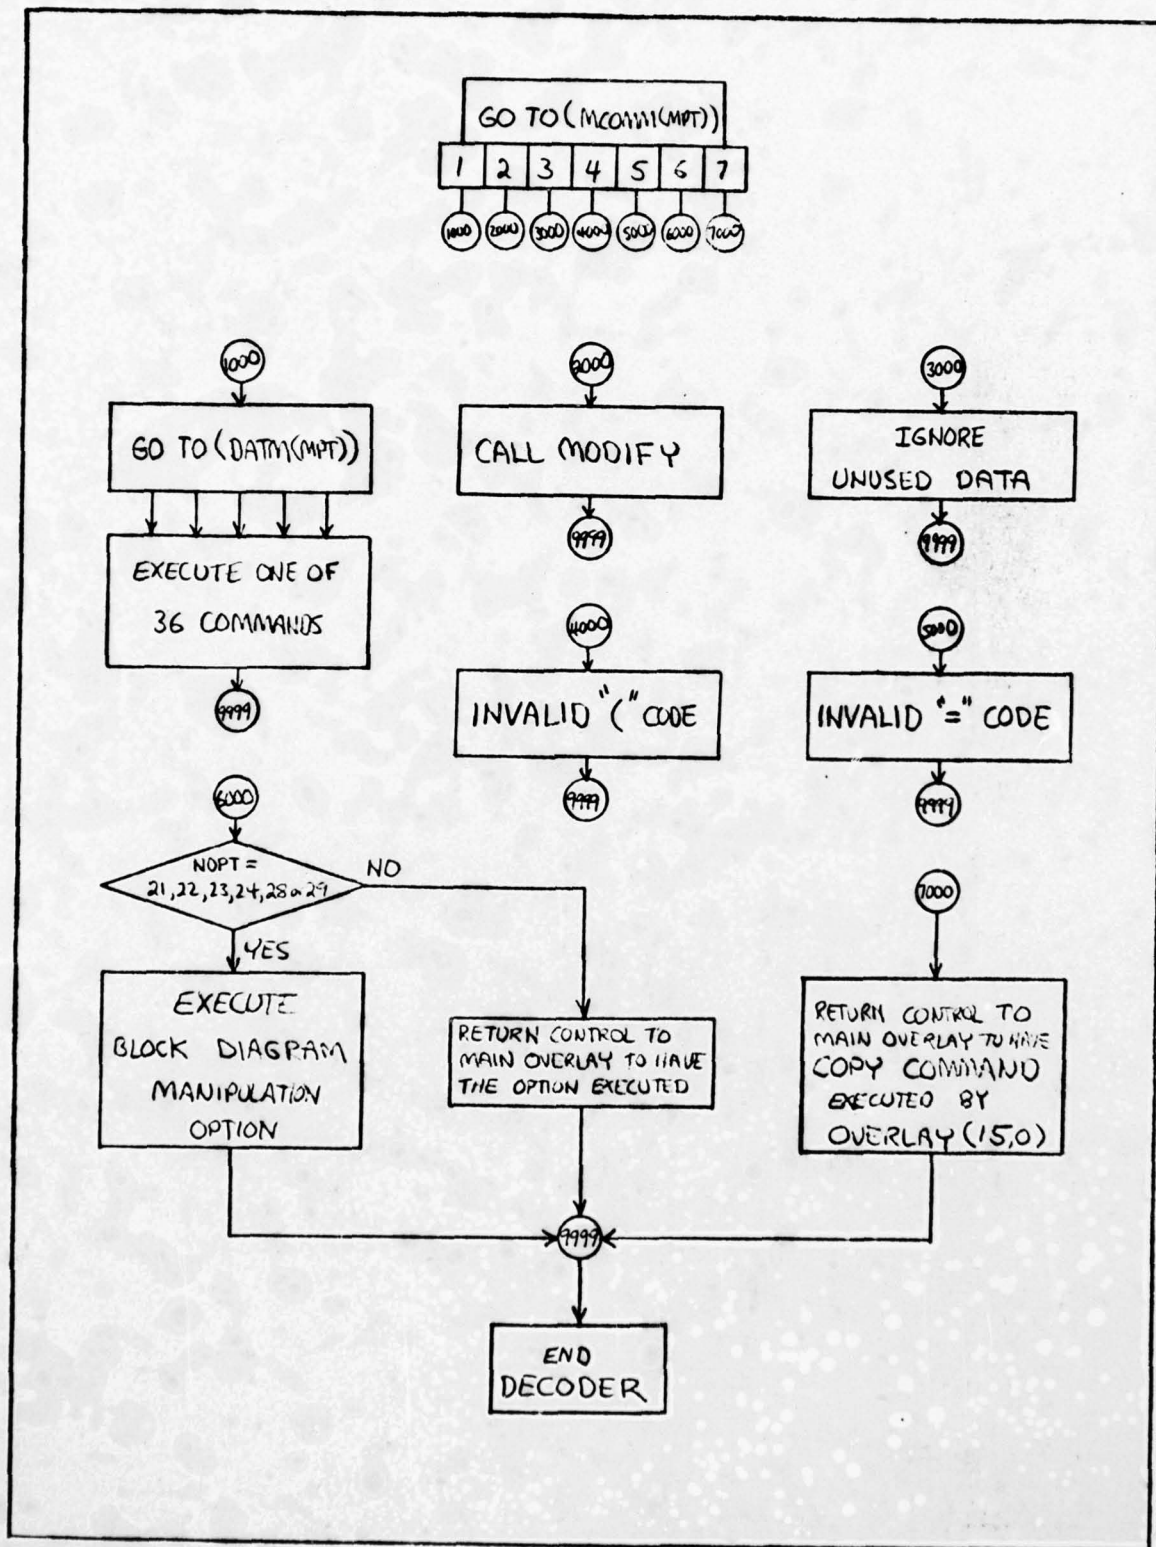 GO TO (MCOMM(MPT))
1 2 3 4 5 6 7
1000 2000 3000 4000 5000 6000 7000
1000
GO TO (DATM(MPT))
EXECUTE ONE OF
36 COMMANDS
9999
2000
CALL MODIFY
9999
3000
IGNORE
UNUSED DATA
9999
4000
INVALID "(" CODE
9999
5000
INVALID "=" CODE
9999
6000
NOPT =
21, 22, 23, 24, 28 or 29
NO
YES
EXECUTE
BLOCK DIAGRAM
MANIPULATION
OPTION
RETURN CONTROL TO
MAIN OVERLAY TO HAVE
THE OPTION EXECUTED
7000
RETURN CONTROL TO
MAIN OVERLAY TO HAVE
COPY COMMAND
EXECUTED BY
OVERLAY (15,0)
9999
END
DECODER